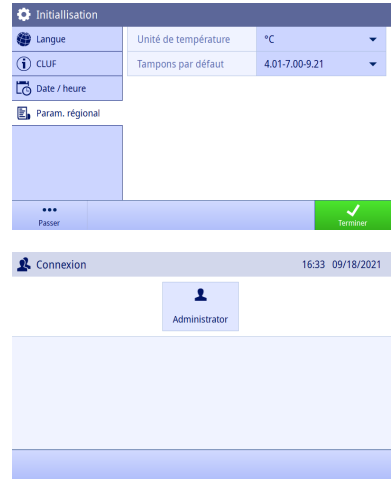 Initiallisation
Langue
Unité de température °C
CLUF
Tampons par défaut 4.01-7.00-9.21
Date / heure
Param. régional
Passer
Terminer
Connexion 16:33 09/18/2021
Administrator